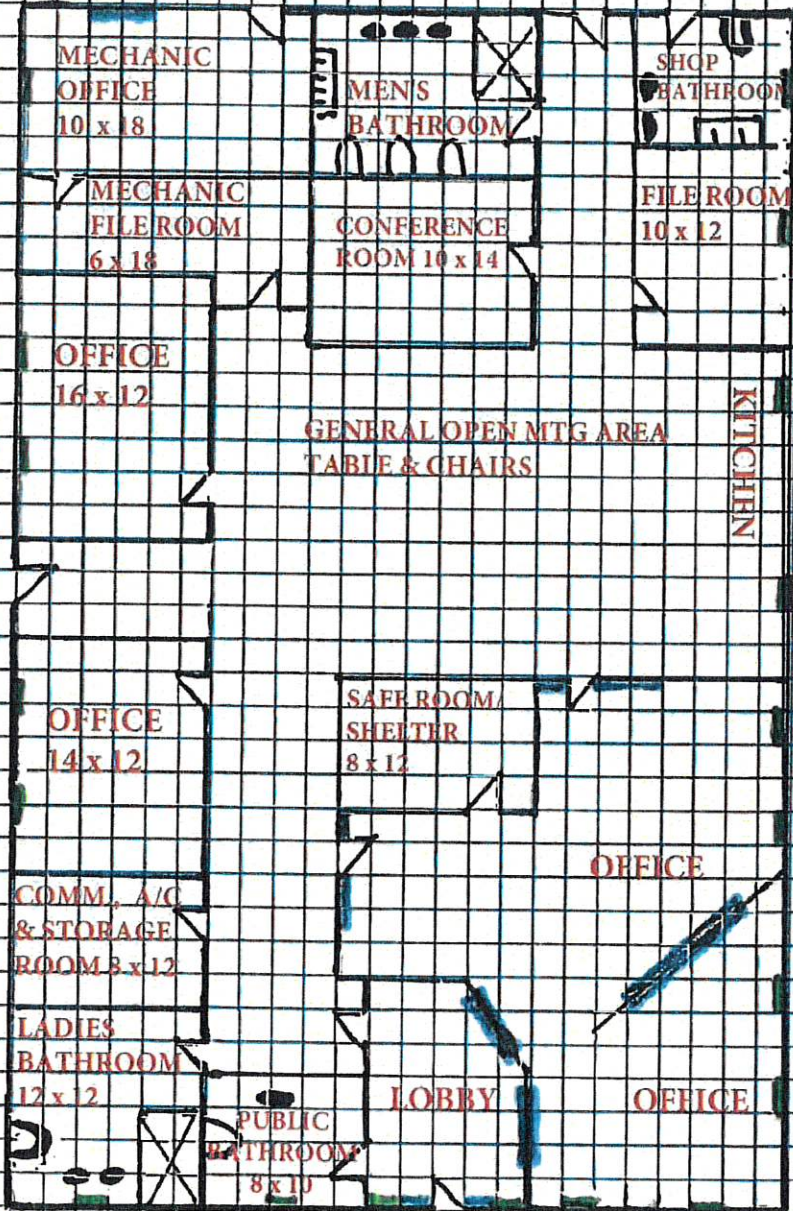 MECHANIC
OFFICE
10 x 18
MEN'S
BATHROOM
SHOP
BATHROOM
MECHANIC
FILE ROOM
6 x 18
CONFERENCE
ROOM 10 x 14
FILE ROOM
10 x 12
OFFICE
16 x 12
GENERAL OPEN MTG AREA
TABLE & CHAIRS
KITCHEN
OFFICE
14 x 12
SAFE ROOM/
SHELTER
8 x 12
OFFICE
COMM., A/C
& STORAGE
ROOM 8 x 12
LADIES
BATHROOM
12 x 12
PUBLIC
BATHROOM
8 x 10
LOBBY
OFFICE